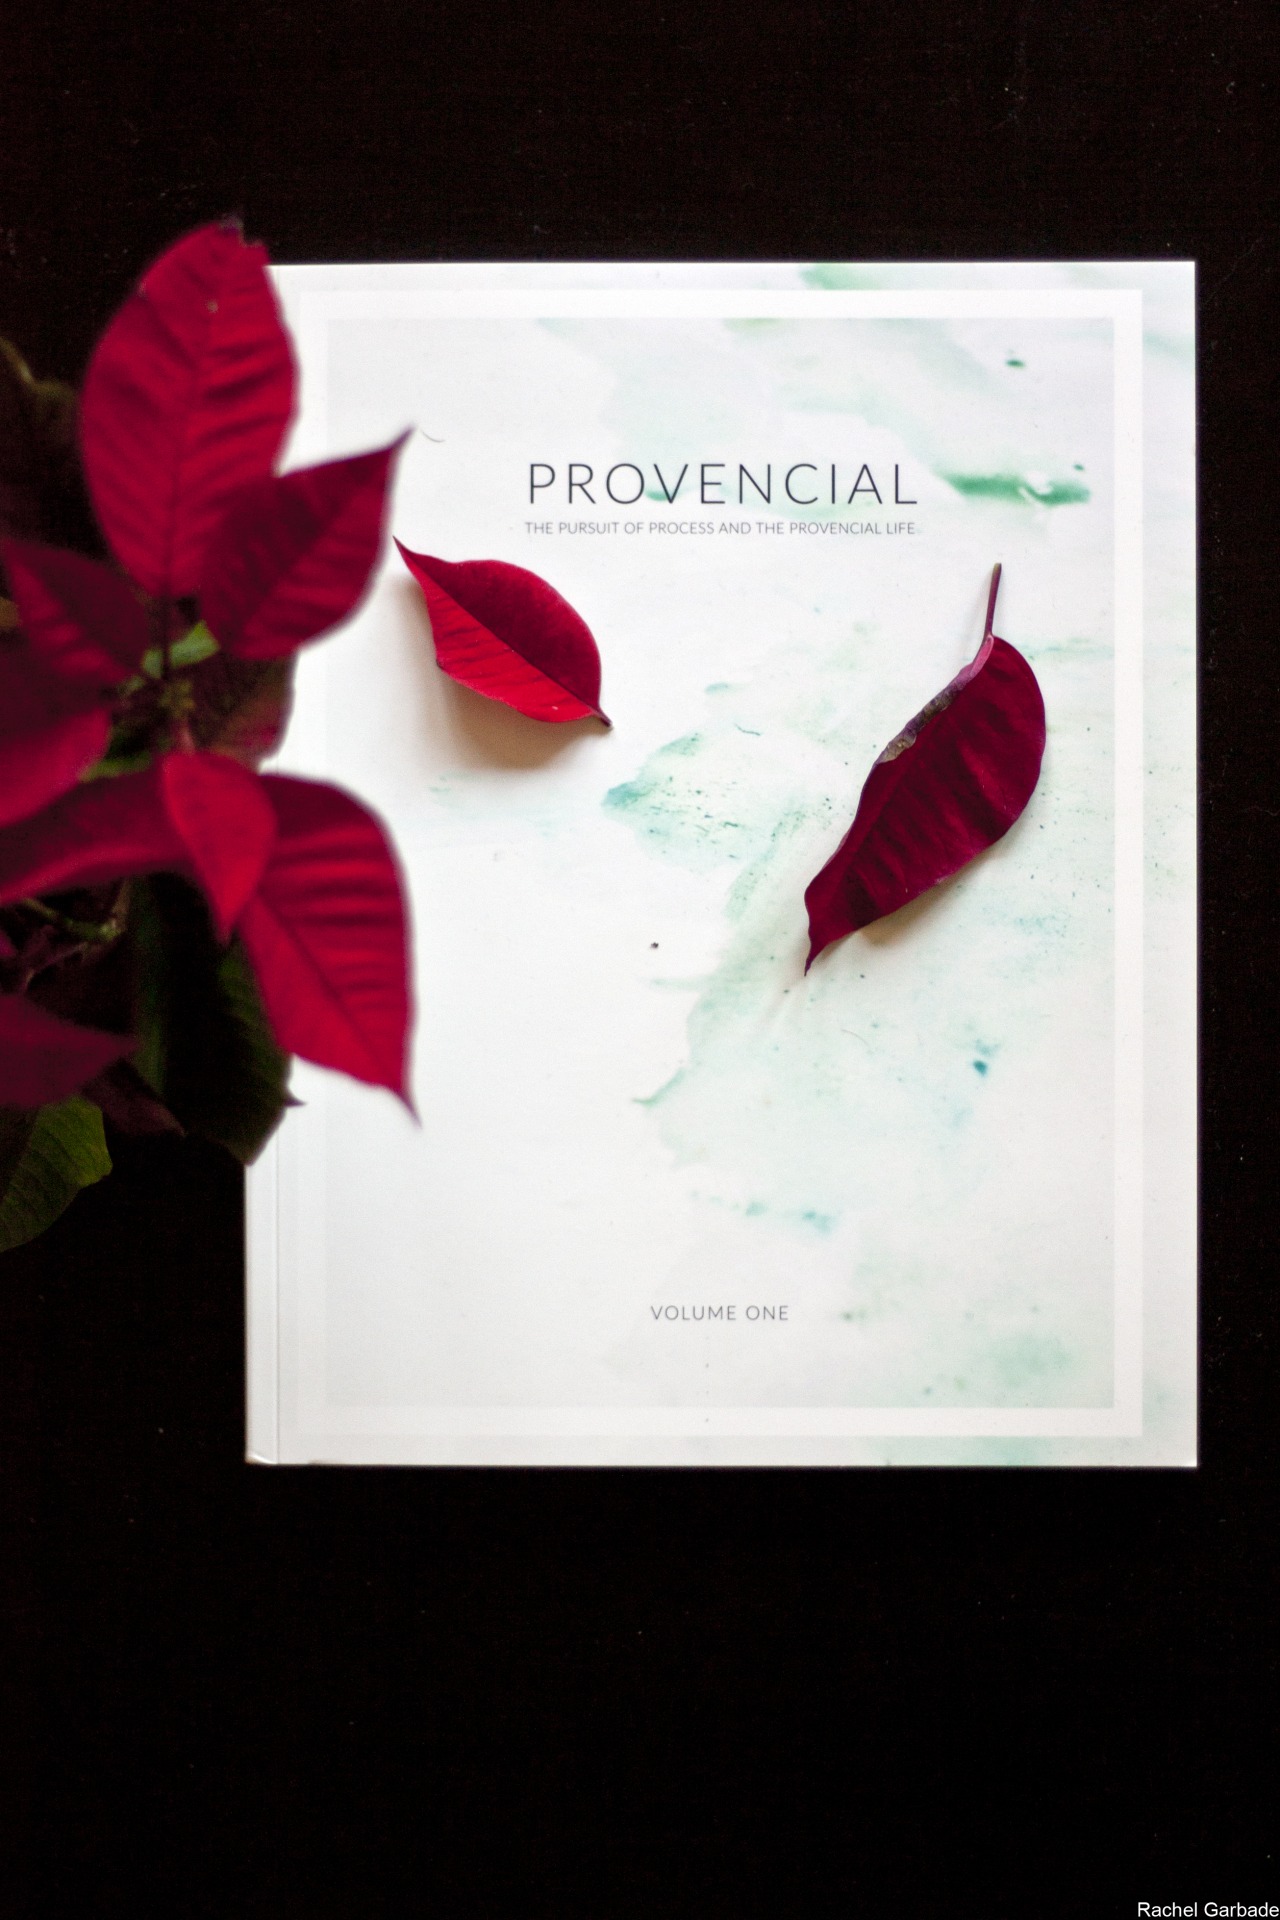 PROVENCIAL
THE PURSUIT OF PROCESS AND THE PROVENCIAL LIFE
VOLUME ONE
Rachel Garbade